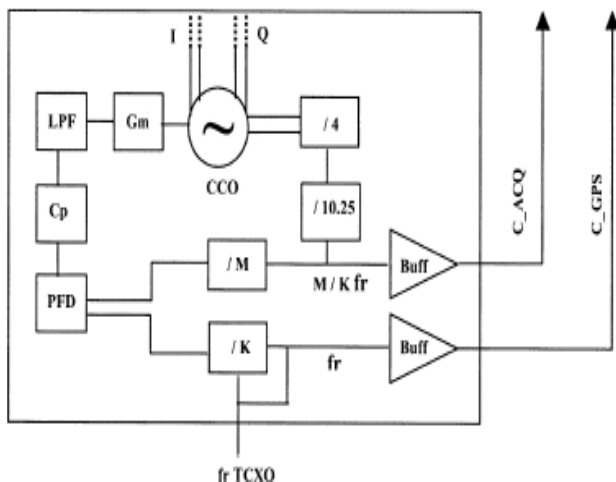 I Q
LPF Gm ~ / 4
CCO
Cp / 10.25
C_ACQ
C_GPS
PFD / M Buff
M / K fr
/ K Buff
fr
fr TCXO